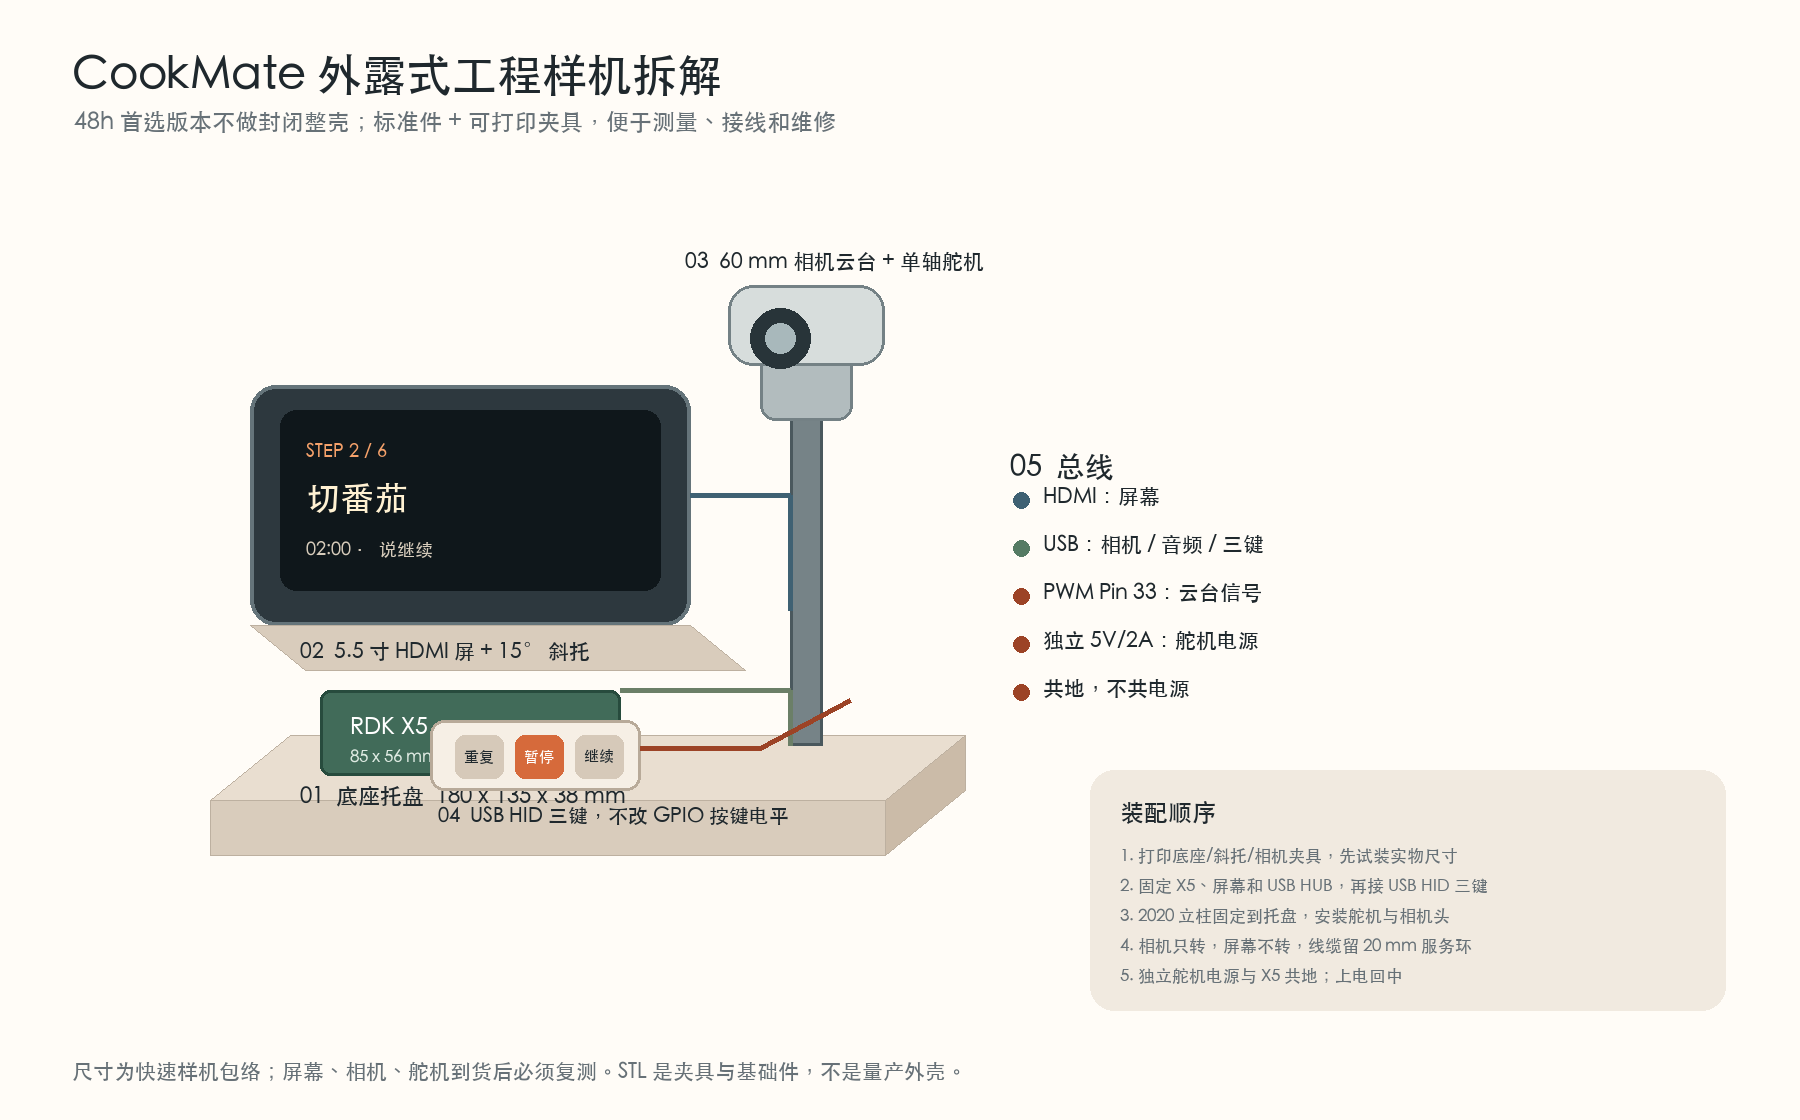 CookMate 外露式工程样机拆解
48h 首选版本不做封闭整壳；标准件 + 可打印夹具，便于测量、接线和维修
03 60 mm 相机云台 + 单轴舵机
STEP 2 / 6
切番茄
02:00 · 说继续
02 5.5 寸 HDMI 屏 + 15° 斜托
RDK X5
85 x 56 mm
重复
暂停
继续
01 底座托盘 180 x 135 x 38 mm
04 USB HID 三键，不改 GPIO 按键电平
05 总线
HDMI：屏幕
USB：相机 / 音频 / 三键
PWM Pin 33：云台信号
独立 5V/2A：舵机电源
共地，不共电源
装配顺序
1. 打印底座/斜托/相机夹具，先试装实物尺寸
2. 固定 X5、屏幕和 USB HUB，再接 USB HID 三键
3. 2020 立柱固定到托盘，安装舵机与相机头
4. 相机只转，屏幕不转，线缆留 20 mm 服务环
5. 独立舵机电源与 X5 共地；上电回中
尺寸为快速样机包络；屏幕、相机、舵机到货后必须复测。STL 是夹具与基础件，不是量产外壳。